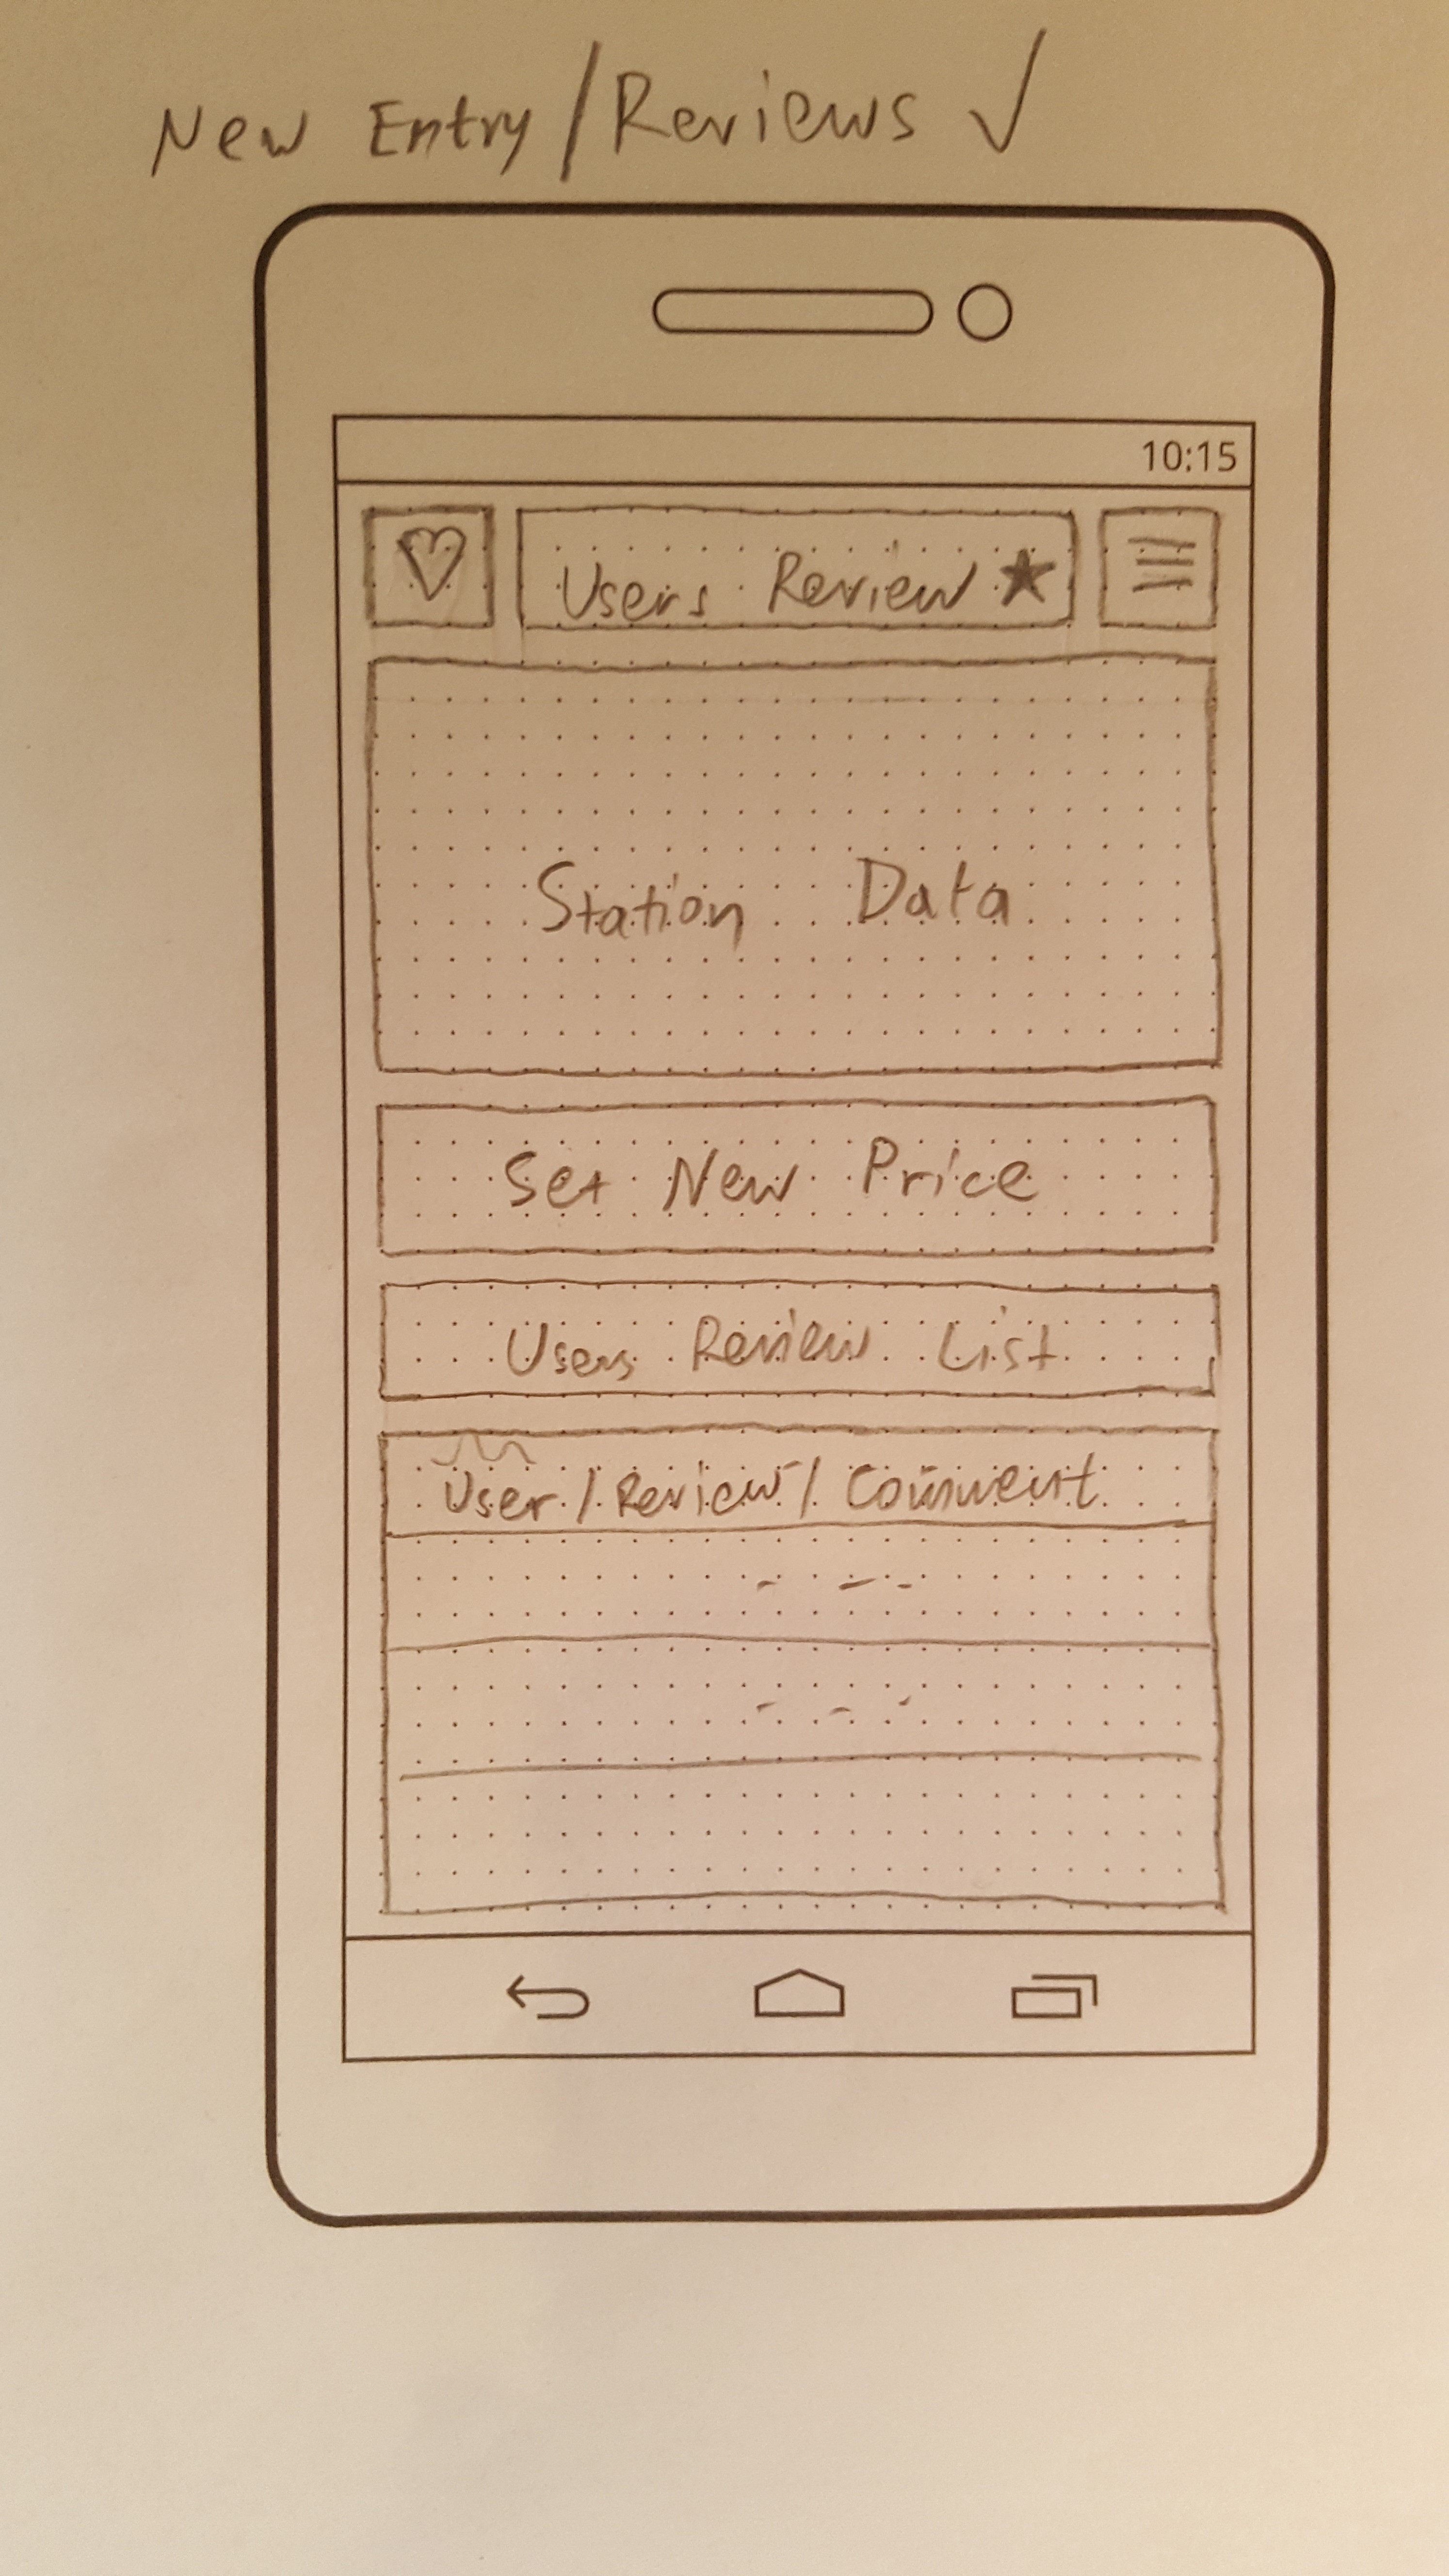 New Entry/Reviews ✓
10:15
Users Review ★
Station Data
Set New Price
Users Review List
User/Review/Comment